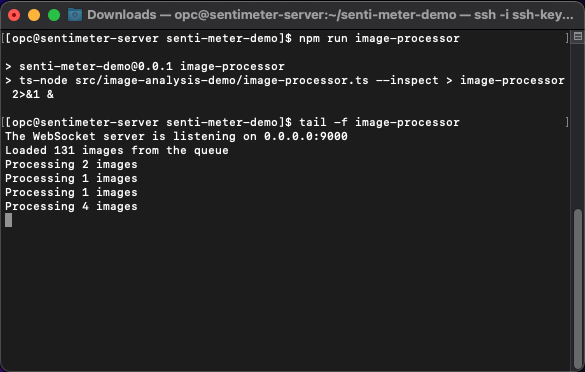 Downloads — opc@sentimeter-server:~/senti-meter-demo — ssh -i ssh-key...
[[opc@sentimeter-server senti-meter-demo]$ npm run image-processor ]
> senti-meter-demo@0.0.1 image-processor
> ts-node src/image-analysis-demo/image-processor.ts --inspect > image-processor
2>&1 &
[[opc@sentimeter-server senti-meter-demo]$ tail -f image-processor ]
The WebSocket server is listening on 0.0.0.0:9000
Loaded 131 images from the queue
Processing 2 images
Processing 1 images
Processing 1 images
Processing 4 images